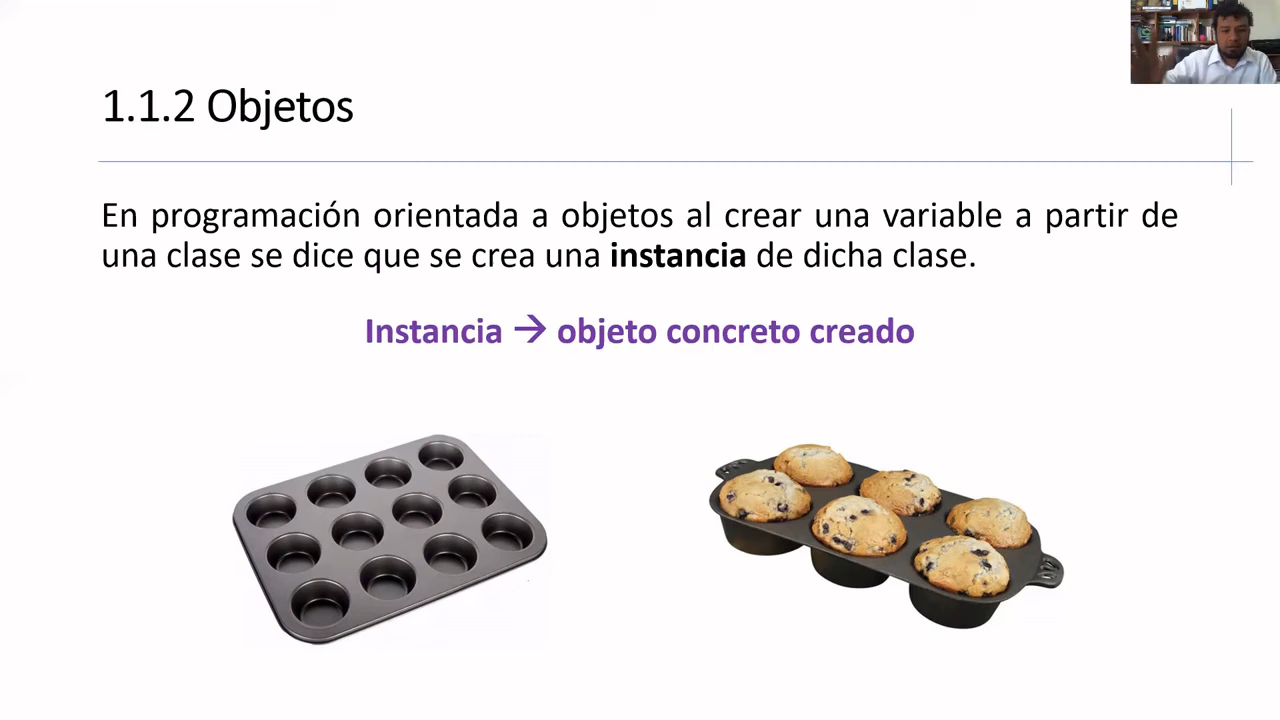 1.1.2 Objetos
En programación orientada a objetos al crear una variable a partir de
una clase se dice que se crea una instancia de dicha clase.
Instancia → objeto concreto creado